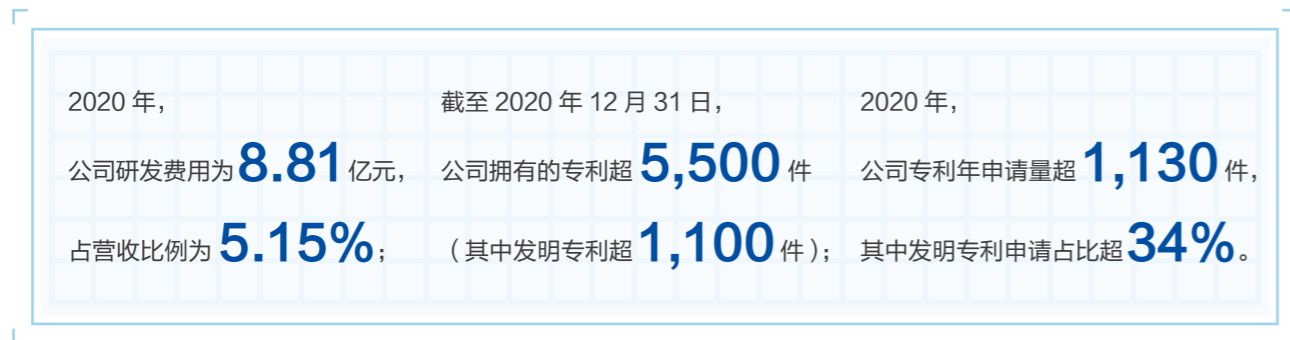 2020 年，
公司研发费用为 8.81 亿元，
占营收比例为 5.15%；
截至 2020 年 12 月 31 日，
公司拥有的专利超 5,500 件
（其中发明专利超 1,100 件）；
2020 年，
公司专利年申请量超 1,130 件，
其中发明专利申请占比超 34%。